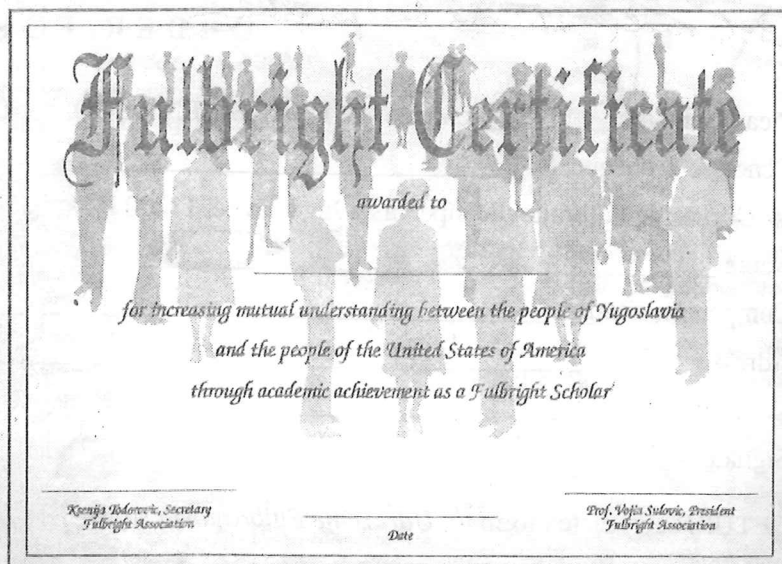 Fulbright Certificate
awarded to
for increasing mutual understanding between the people of Yugoslavia
and the people of the United States of America
through academic achievement as a Fulbright Scholar
Ksenija Todorovic, Secretary
Fulbright Association
Date
Prof. Vojia Sulovic, President
Fulbright Association